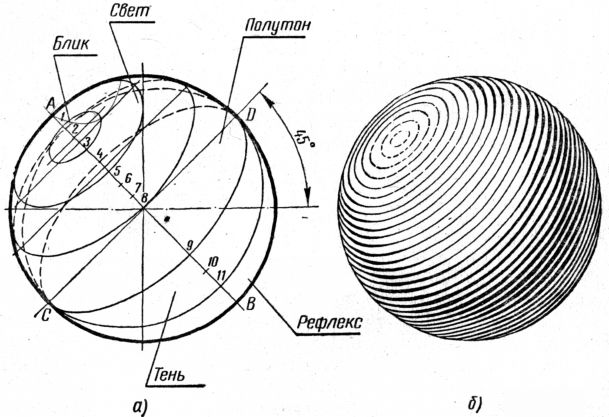 Свет
Полутон
Блик
A
1
2
3
4
5
6
7
8
D
45°
9
10
11
C
B
Рефлекс
Тень
а)
б)